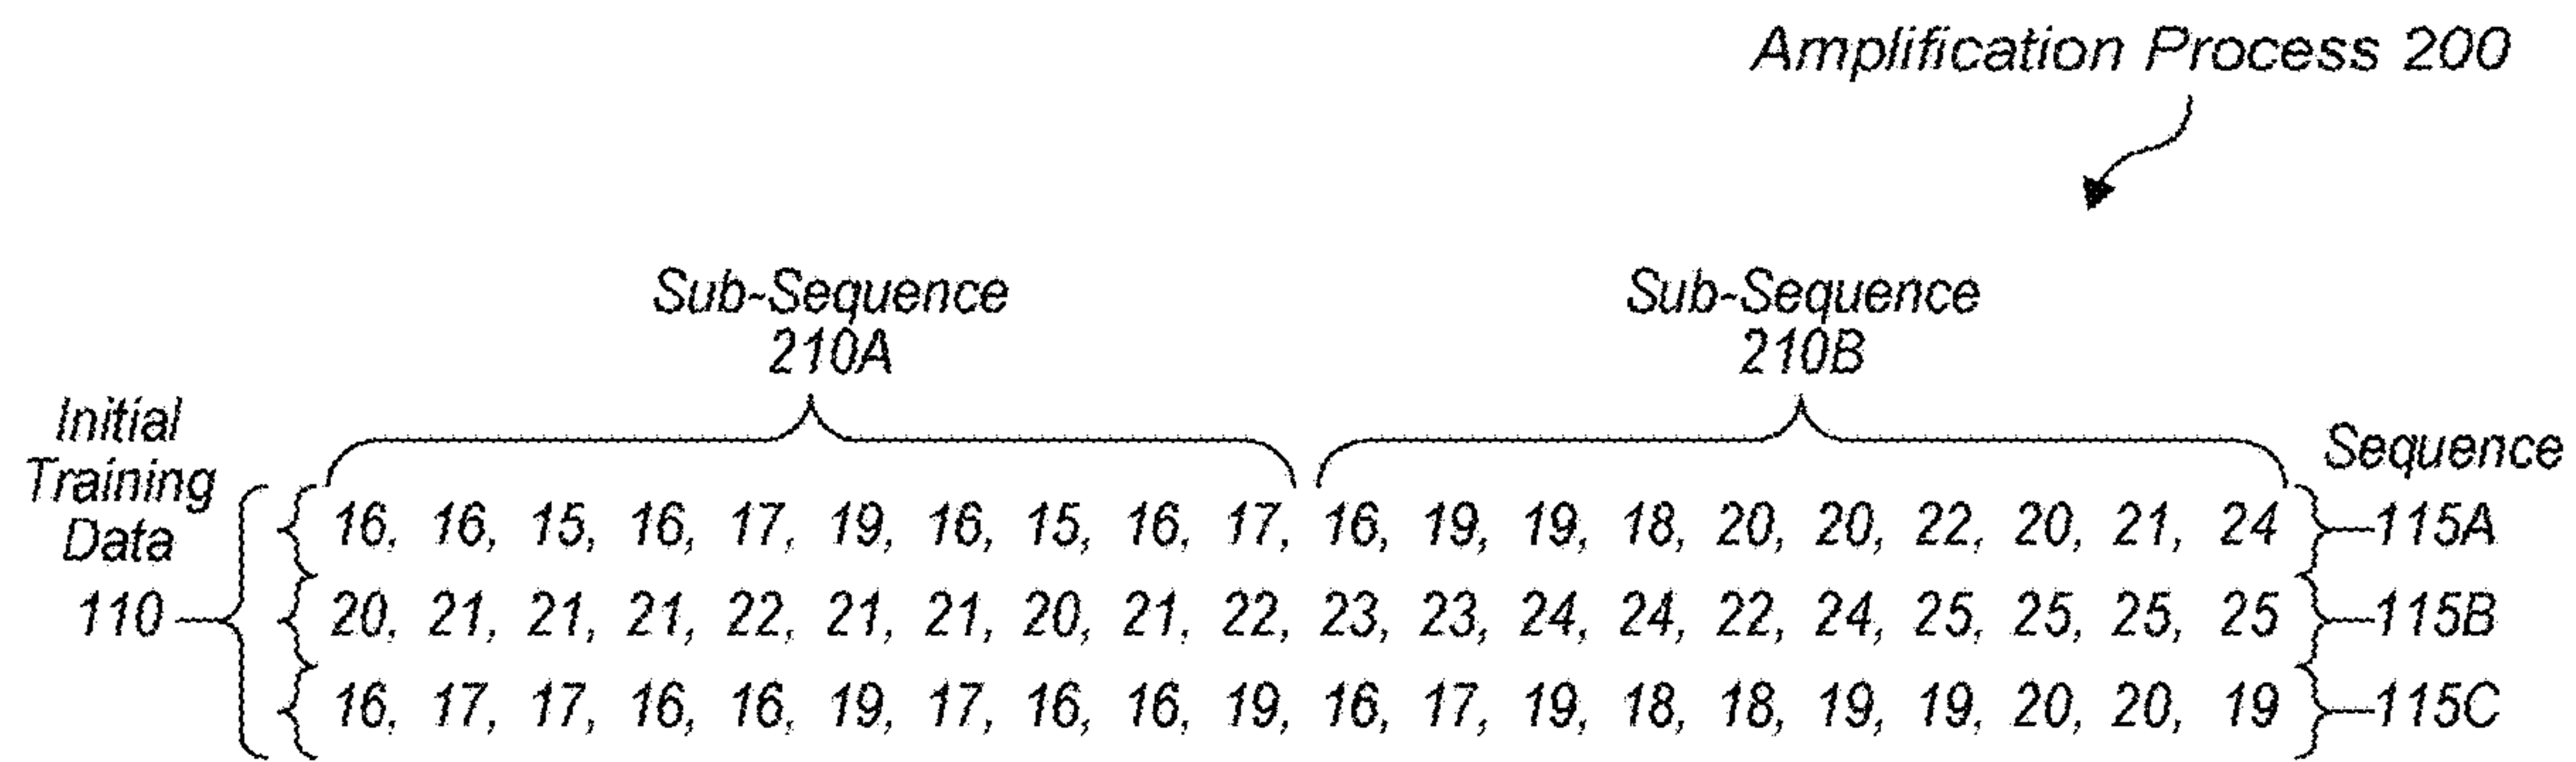 Amplification Process 200
Sub-Sequence
210A
Sub-Sequence
210B
Initial
Training
Data
110
Sequence
16, 16, 15, 16, 17, 19, 16, 15, 16, 17, 16, 19, 19, 18, 20, 20, 22, 20, 21, 24 115A
20, 21, 21, 21, 22, 21, 21, 20, 21, 22, 23, 23, 24, 24, 22, 24, 25, 25, 25, 25 115B
16, 17, 17, 16, 16, 19, 17, 16, 16, 19, 16, 17, 19, 18, 18, 19, 19, 20, 20, 19 115C